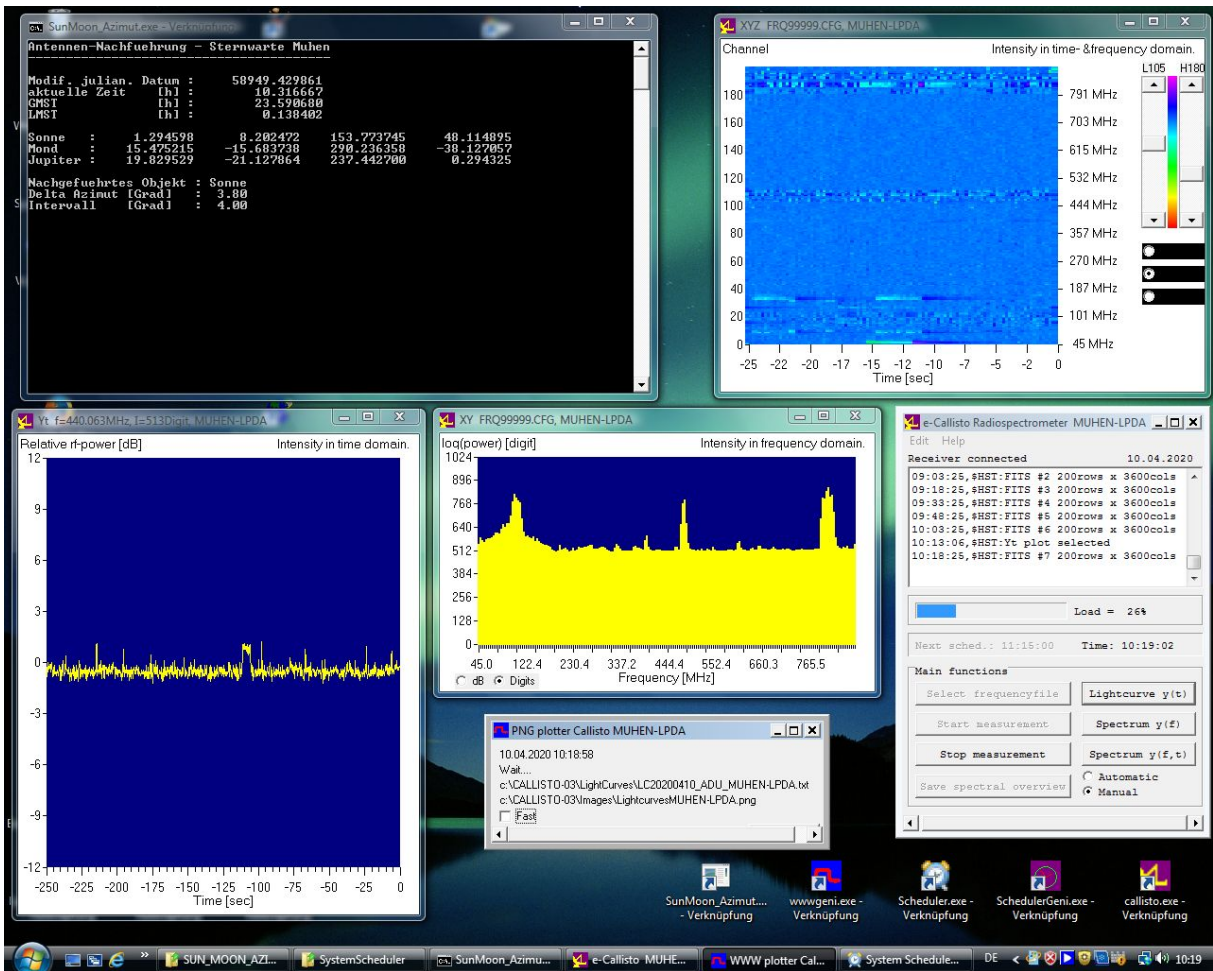 SunMoon_Azimut.exe - Verknüpfung
Antennen-Nachfuehrung - Sternwarte Muhen
Modif. julian. Datum : 58949.429861
aktuelle Zeit [h] : 10.316667
GMST [h] : 23.590680
LMST [h] : 0.138402
Sonne : 1.294598 8.202472 153.773745 48.114895
Mond : 15.475215 -15.683738 290.236358 -38.127057
Jupiter : 19.829529 -21.127864 237.442700 0.294325
Nachgefuehrtes Objekt : Sonne
Delta Azimut [Grad] : 3.80
Intervall [Grad] : 4.00
XYZ FRQ99999.CFG, MUHEN-LPDA
Channel Intensity in time- &frequency domain.
L105 H180
180 791 MHz
160 703 MHz
140 615 MHz
120 532 MHz
100 444 MHz
80 357 MHz
60 270 MHz
40 187 MHz
20 101 MHz
0 45 MHz
-25 -22 -20 -17 -15 -12 -10 -7 -5 -2 0
Time [sec]
Yt f=440.063MHz, I=513Digit, MUHEN-LPDA
Relative rf-power [dB] Intensity in time domain.
12
9
6
3
0
-3
-6
-9
-12
-250 -225 -200 -175 -150 -125 -100 -75 -50 -25 0
Time [sec]
XY FRQ99999.CFG, MUHEN-LPDA
log(power) [digit] Intensity in frequency domain.
1024
896
768
640
512
384
256
128
0
45.0 122.4 230.4 337.2 444.4 552.4 660.3 765.5
dB Digits Frequency [MHz]
PNG plotter Callisto MUHEN-LPDA
10.04.2020 10:18:58
Wait....
c:\CALLISTO-03\LightCurves\LC20200410_ADU_MUHEN-LPDA.txt
c:\CALLISTO-03\Images\LightcurvesMUHEN-LPDA.png
Fast
e-Callisto Radiospectrometer MUHEN-LPDA
Edit Help
Receiver connected 10.04.2020
09:03:25,$HST:FITS #2 200rows x 3600cols
09:18:25,$HST:FITS #3 200rows x 3600cols
09:33:25,$HST:FITS #4 200rows x 3600cols
09:48:25,$HST:FITS #5 200rows x 3600cols
10:03:25,$HST:FITS #6 200rows x 3600cols
10:13:06,$HST:Yt plot selected
10:18:25,$HST:FITS #7 200rows x 3600cols
Load = 26%
Next sched.: 11:15:00 Time: 10:19:02
Main functions
Select frequencyfile Lightcurve y(t)
Start measurement Spectrum y(f)
Stop measurement Spectrum y(f,t)
Save spectral overview Automatic
Manual
SunMoon_Azimut.... - Verknüpfung
wwwgeni.exe - Verknüpfung
Scheduler.exe - Verknüpfung
SchedulerGeni.exe - Verknüpfung
callisto.exe - Verknüpfung
SUN_MOON_AZI... SystemScheduler SunMoon_Azimu... e-Callisto MUHE... WWW plotter Cal... System Schedule... DE 10:19